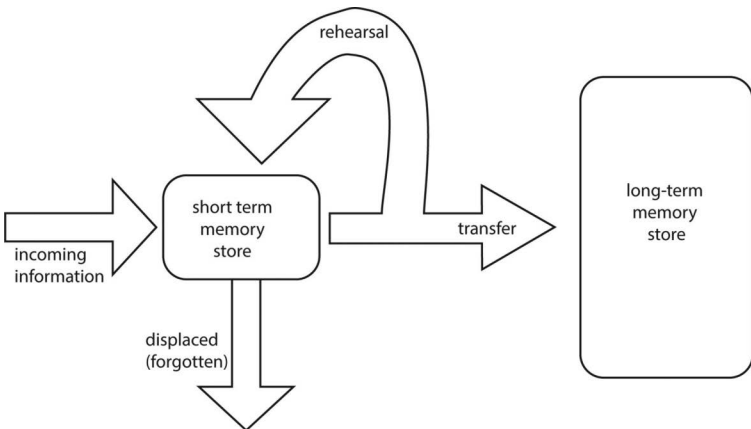 rehearsal
short term
memory
store
transfer
long-term
memory
store
incoming
information
displaced
(forgotten)